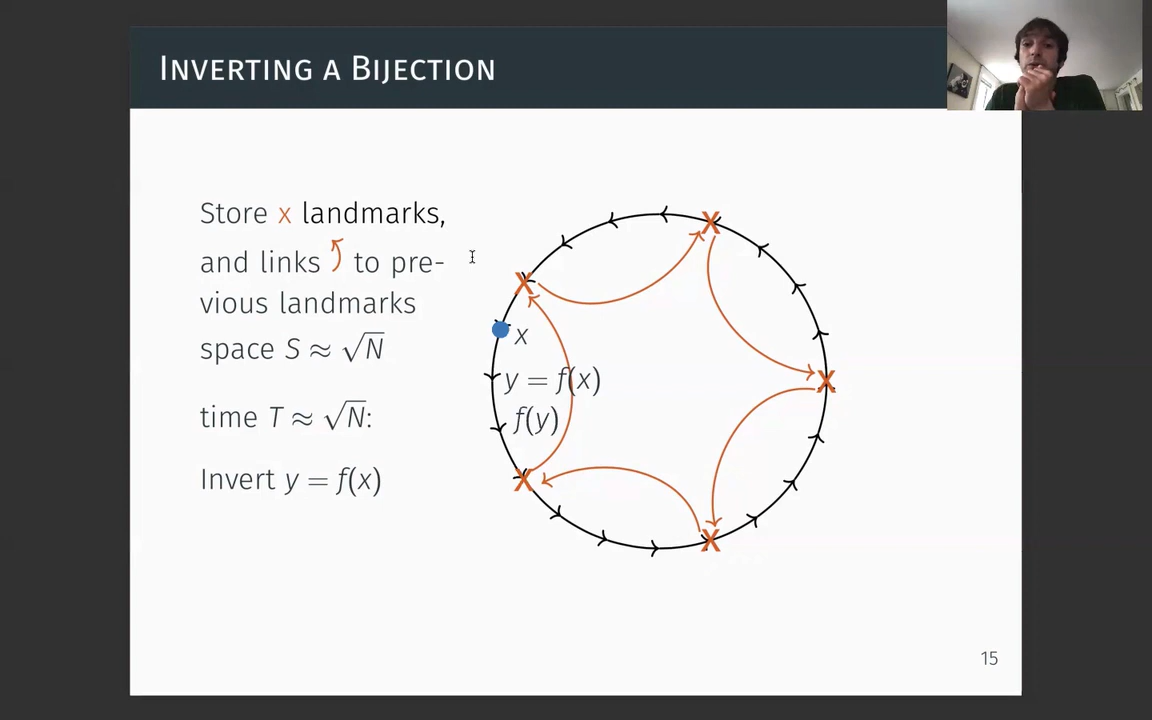 INVERTING A BIJECTION
Store x landmarks,
and links to pre-
vious landmarks
space S ≈ √N
time T ≈ √N:
Invert y = f(x)
X
X
x
y = f(x)
X
f(y)
X
X
15